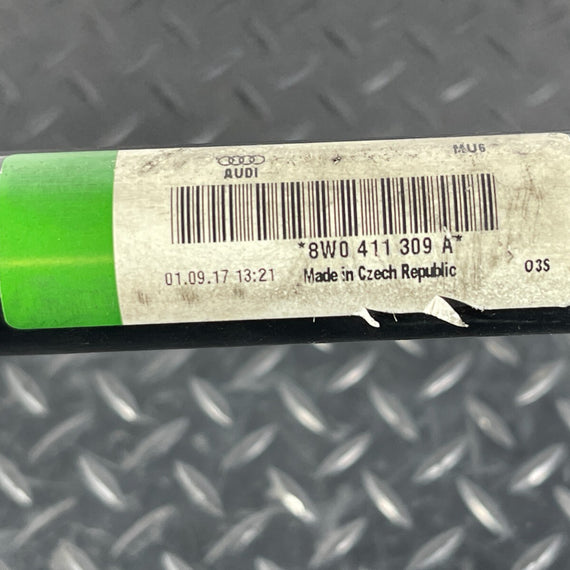 MU6
AUDI
*8W0 411 309 A*
01.09.17 13:21 Made in Czech Republic 03S